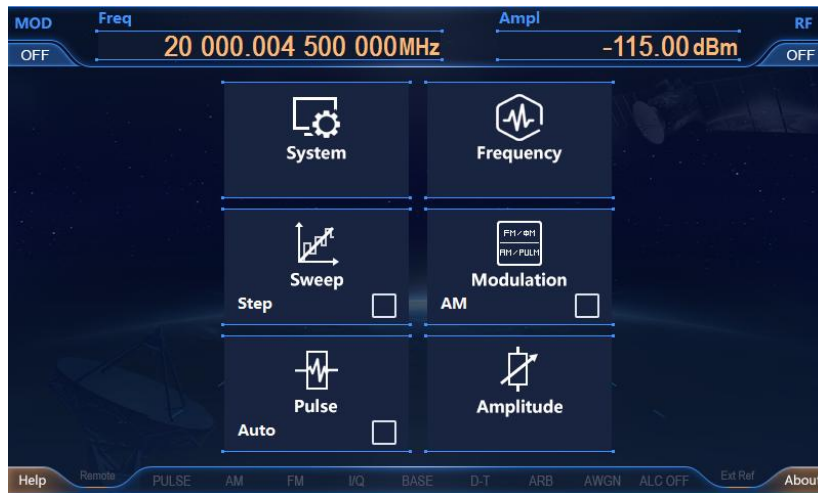 MOD Freq Ampl RF
OFF 20 000.004 500 000MHz -115.00 dBm OFF
System Frequency
FM/ΦM
AM/PULM
Sweep Modulation
Step AM
Pulse Amplitude
Auto
Help Remote PULSE AM FM I/Q BASE D-T ARB AWGN ALC OFF Ext Ref About